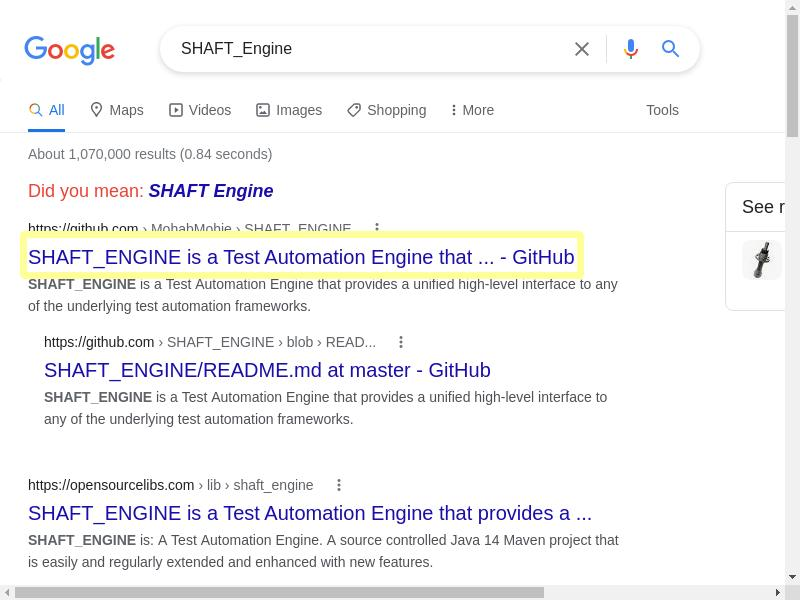 Google
SHAFT_Engine
All Maps Videos Images Shopping More Tools
About 1,070,000 results (0.84 seconds)
Did you mean: SHAFT Engine
https://github.com › MohabMohie › SHAFT_ENGINE
See r
SHAFT_ENGINE is a Test Automation Engine that ... - GitHub
SHAFT_ENGINE is a Test Automation Engine that provides a unified high-level interface to any
of the underlying test automation frameworks.
https://github.com › SHAFT_ENGINE › blob › READ...
SHAFT_ENGINE/README.md at master - GitHub
SHAFT_ENGINE is a Test Automation Engine that provides a unified high-level interface to
any of the underlying test automation frameworks.
https://opensourcelibs.com › lib › shaft_engine
SHAFT_ENGINE is a Test Automation Engine that provides a ...
SHAFT_ENGINE is: A Test Automation Engine. A source controlled Java 14 Maven project that
is easily and regularly extended and enhanced with new features.